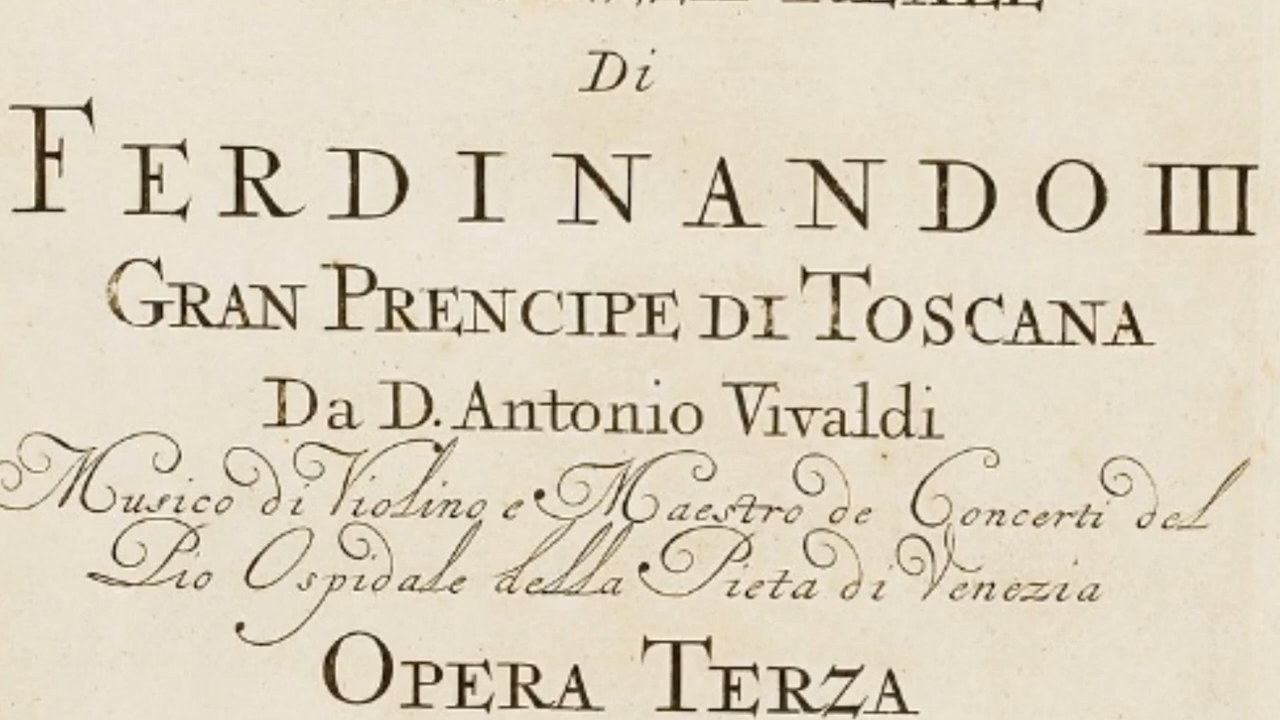 Di
FERDINANDO III
GRAN PRENCIPE DI TOSCANA
Da D. Antonio Vivaldi
Musico di Violino e Maestro de Concerti del
Pio Ospidale della Pieta di Venezia
OPERA TERZA